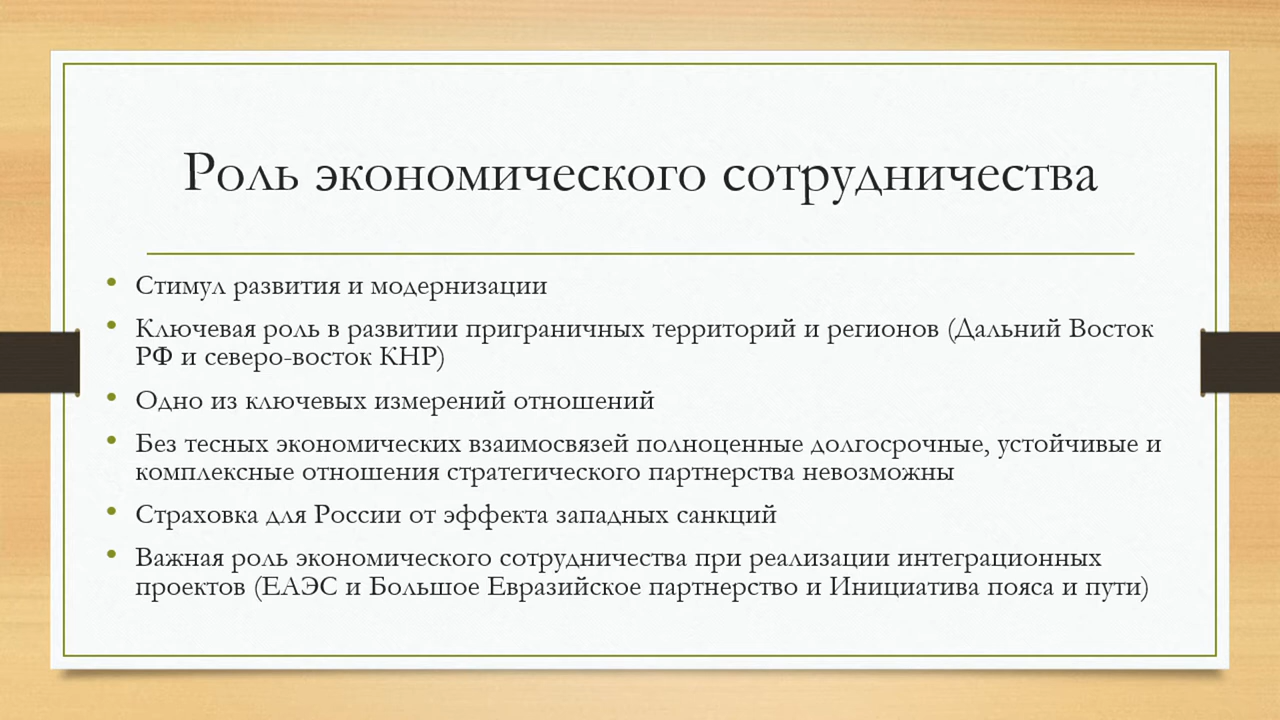 Роль экономического сотрудничества
• Стимул развития и модернизации
• Ключевая роль в развитии приграничных территорий и регионов (Дальний Восток
РФ и северо-восток КНР)
• Одно из ключевых измерений отношений
• Без тесных экономических взаимосвязей полноценные долгосрочные, устойчивые и
комплексные отношения стратегического партнерства невозможны
• Страховка для России от эффекта западных санкций
• Важная роль экономического сотрудничества при реализации интеграционных
проектов (ЕАЭС и Большое Евразийское партнерство и Инициатива пояса и пути)